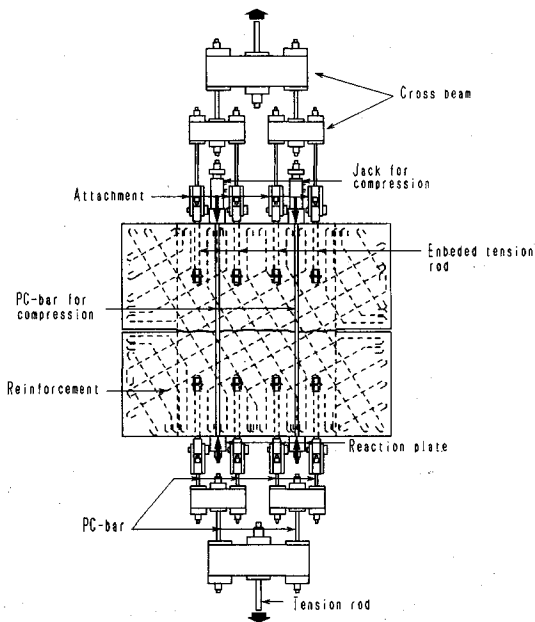 Cross beam
Jack for
compression
Attachment
Enbeded tension
rod
PC-bar for
compression
Reinforcement
Reaction plate
PC-bar
Tension rod